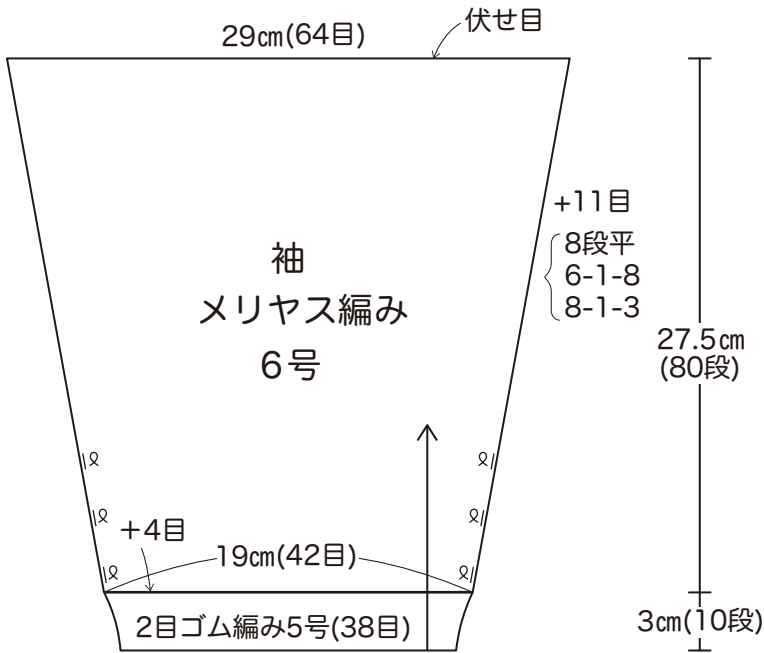 29㎝(64目)
伏せ目
+11目
8段平
6-1-8
8-1-3
袖
メリヤス編み
6号
27.5㎝
(80段)
+4目
19㎝(42目)
2目ゴム編み5号(38目)
3㎝(10段)